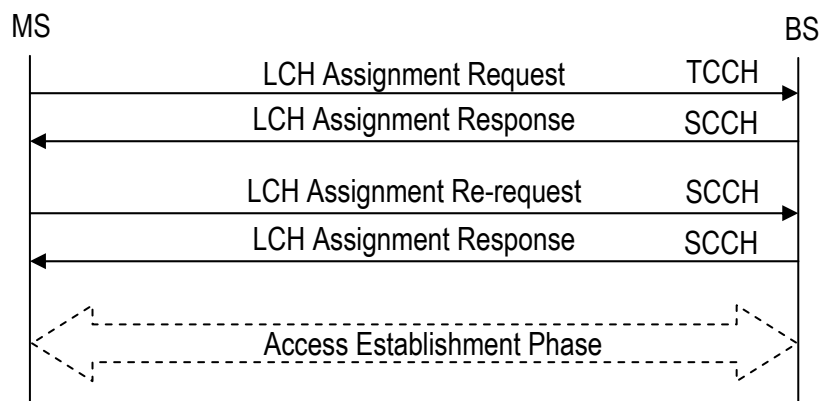 MS
BS
LCH Assignment Request TCCH
LCH Assignment Response SCCH
LCH Assignment Re-request SCCH
LCH Assignment Response SCCH
Access Establishment Phase